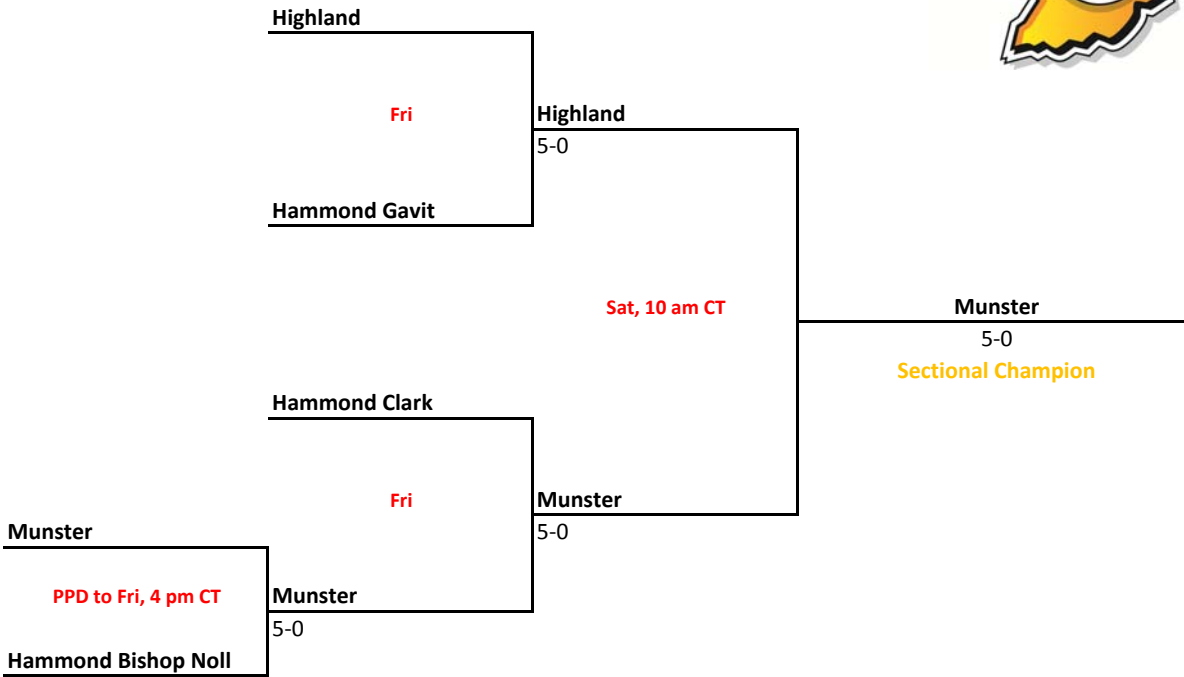 Highland
Fri
Highland
5-0
Hammond Gavit
Sat, 10 am CT
Munster
5-0
Sectional Champion
Hammond Clark
Fri
Munster
5-0
Munster
PPD to Fri, 4 pm CT
Munster
5-0
Hammond Bishop Noll